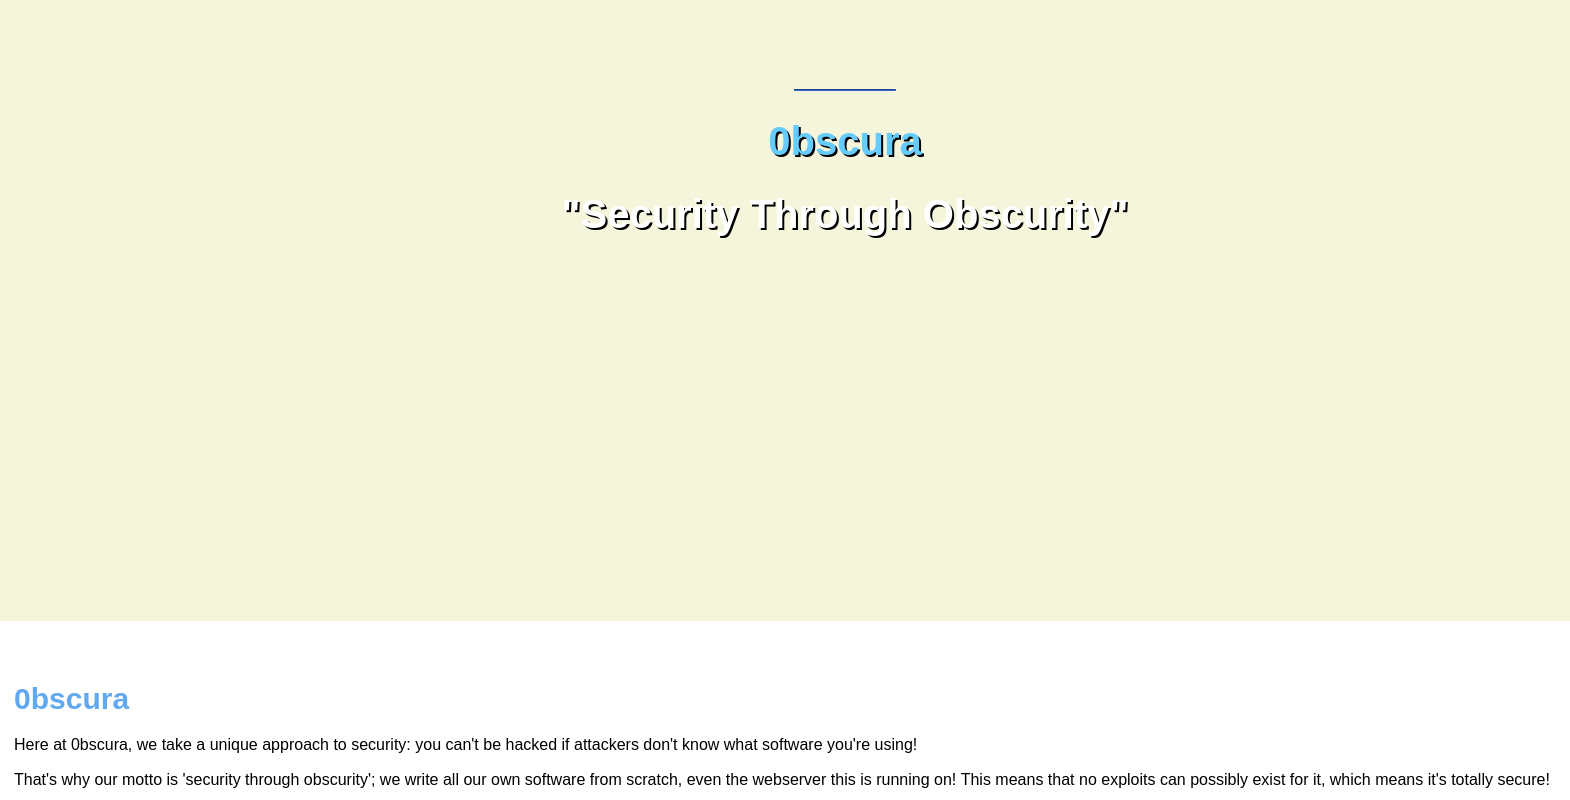 0bscura
"Security Through Obscurity"
0bscura
Here at 0bscura, we take a unique approach to security: you can't be hacked if attackers don't know what software you're using!
That's why our motto is 'security through obscurity'; we write all our own software from scratch, even the webserver this is running on! This means that no exploits can possibly exist for it, which means it's totally secure!